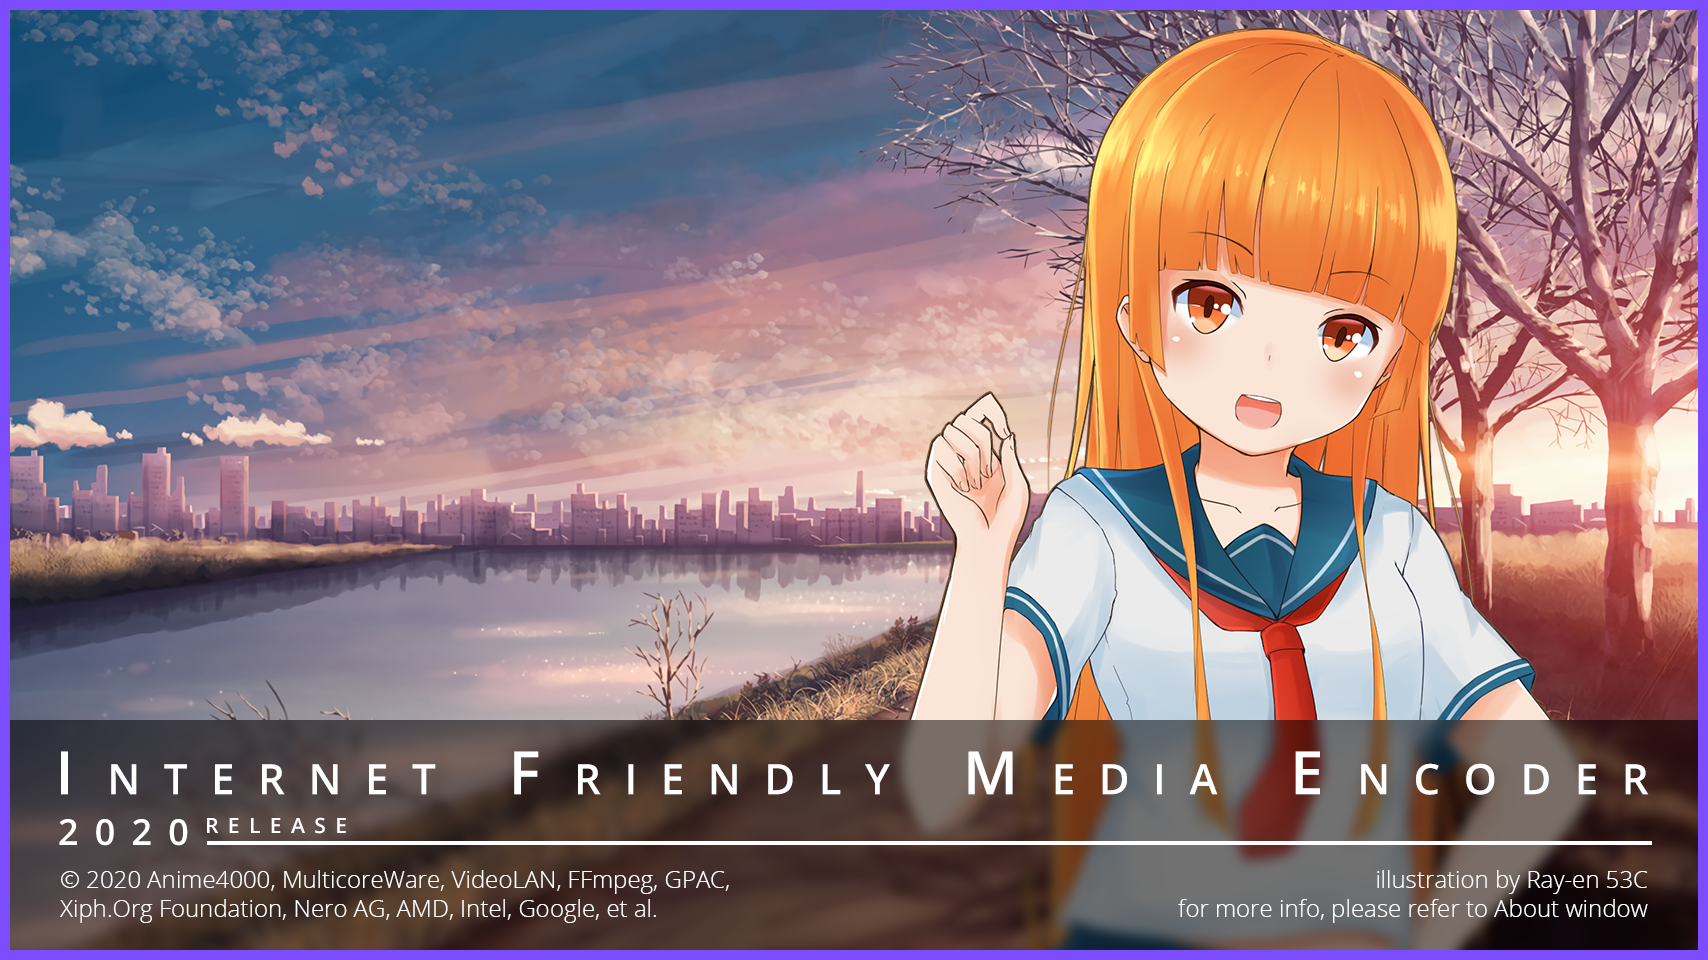 Internet Friendly Media Encoder
2020 RELEASE
© 2020 Anime4000, MulticoreWare, VideoLAN, FFmpeg, GPAC,
Xiph.Org Foundation, Nero AG, AMD, Intel, Google, et al.
illustration by Ray-en 53C
for more info, please refer to About window